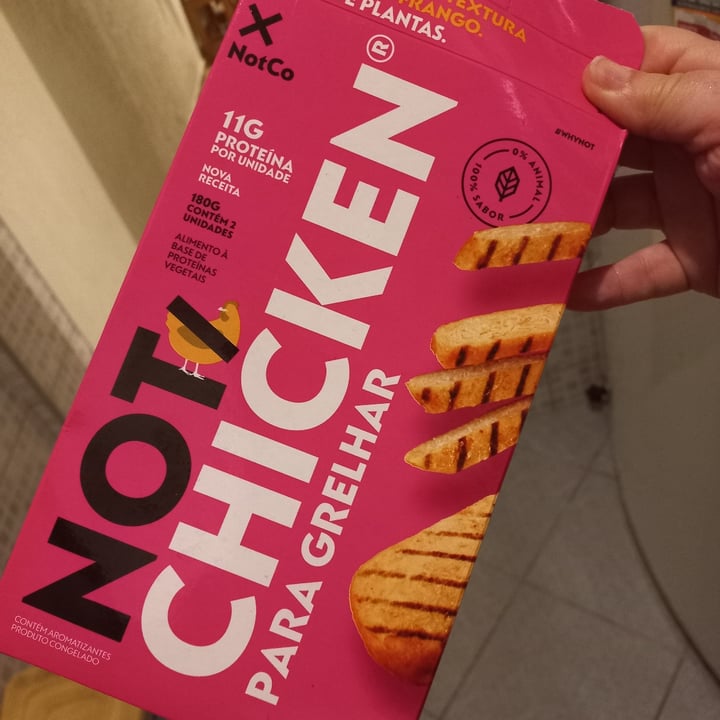 TEXTURA
FRANGO.
E PLANTAS.
NotCo
11G
PROTEÍNA
POR UNIDADE
NOVA
RECEITA
180G
CONTÉM 2
UNIDADES
ALIMENTO À
BASE DE
PROTEÍNAS
VEGETAIS
#WHYNOT
0% ANIMAL
100% SABOR
NOT
CHICKEN®
PARA GRELHAR
CONTÉM AROMATIZANTES
PRODUTO CONGELADO